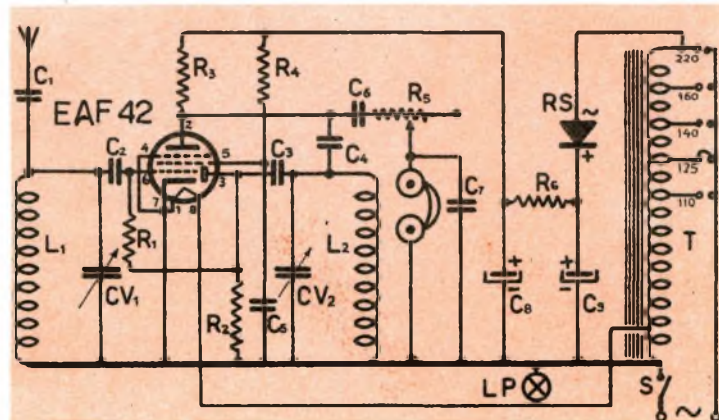 C1
EAF 42
R3
R4
C6
R5
RS
~
+
220
160
140
125
110
T
C2
4
6
2
5
3
7
1
8
C3
C4
C7
R6
L1
CV1
R1
R2
C5
CV2
L2
+
-
C8
+
-
C9
LP
S
~